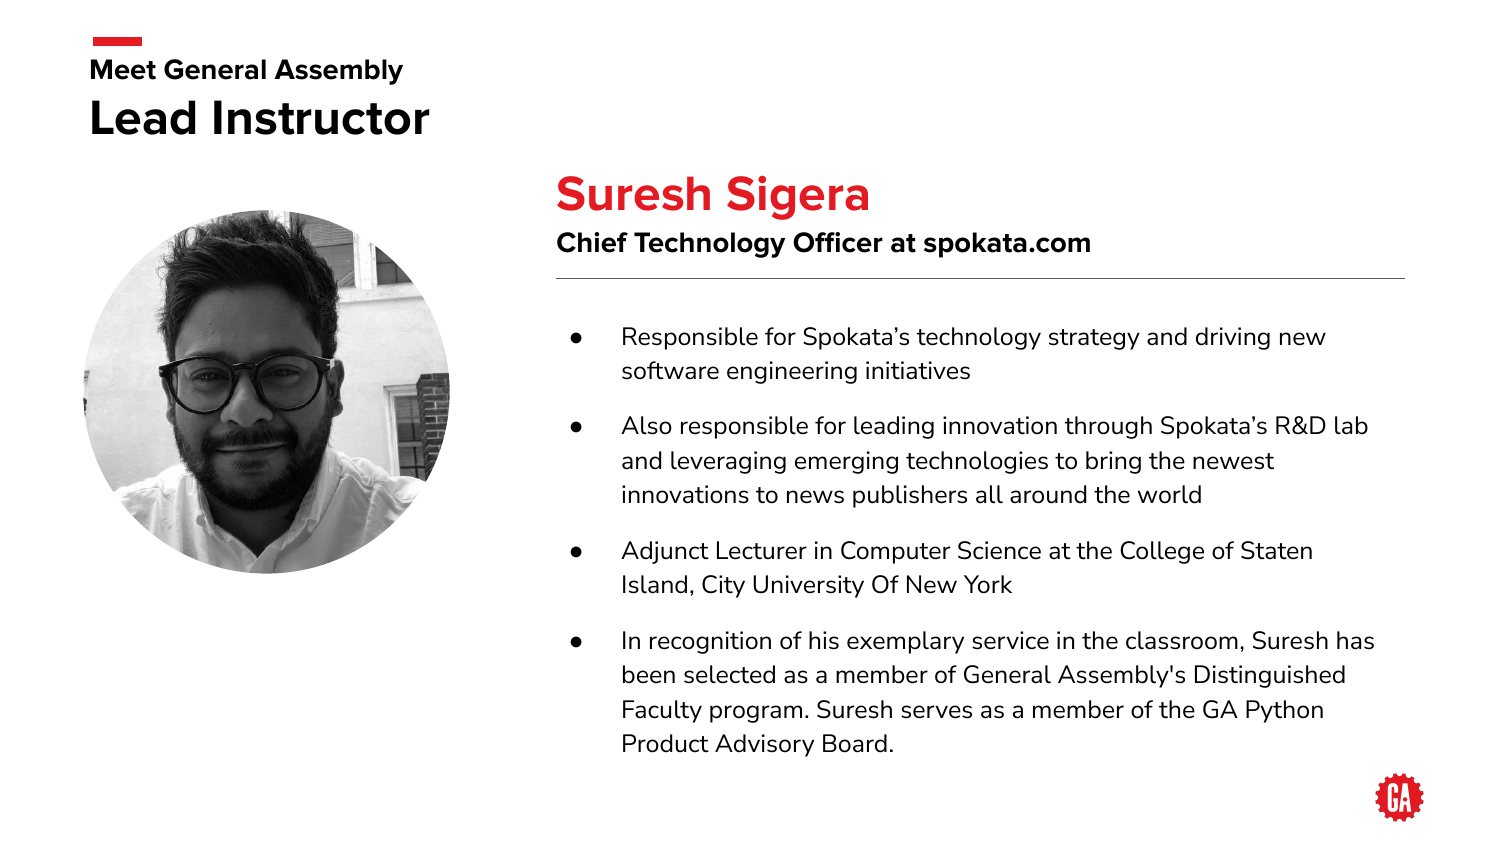 Meet General Assembly
Lead Instructor
Suresh Sigera
Chief Technology Officer at spokata.com
● Responsible for Spokata’s technology strategy and driving new
software engineering initiatives
● Also responsible for leading innovation through Spokata’s R&D lab
and leveraging emerging technologies to bring the newest
innovations to news publishers all around the world
● Adjunct Lecturer in Computer Science at the College of Staten
Island, City University Of New York
● In recognition of his exemplary service in the classroom, Suresh has
been selected as a member of General Assembly's Distinguished
Faculty program. Suresh serves as a member of the GA Python
Product Advisory Board.
GA